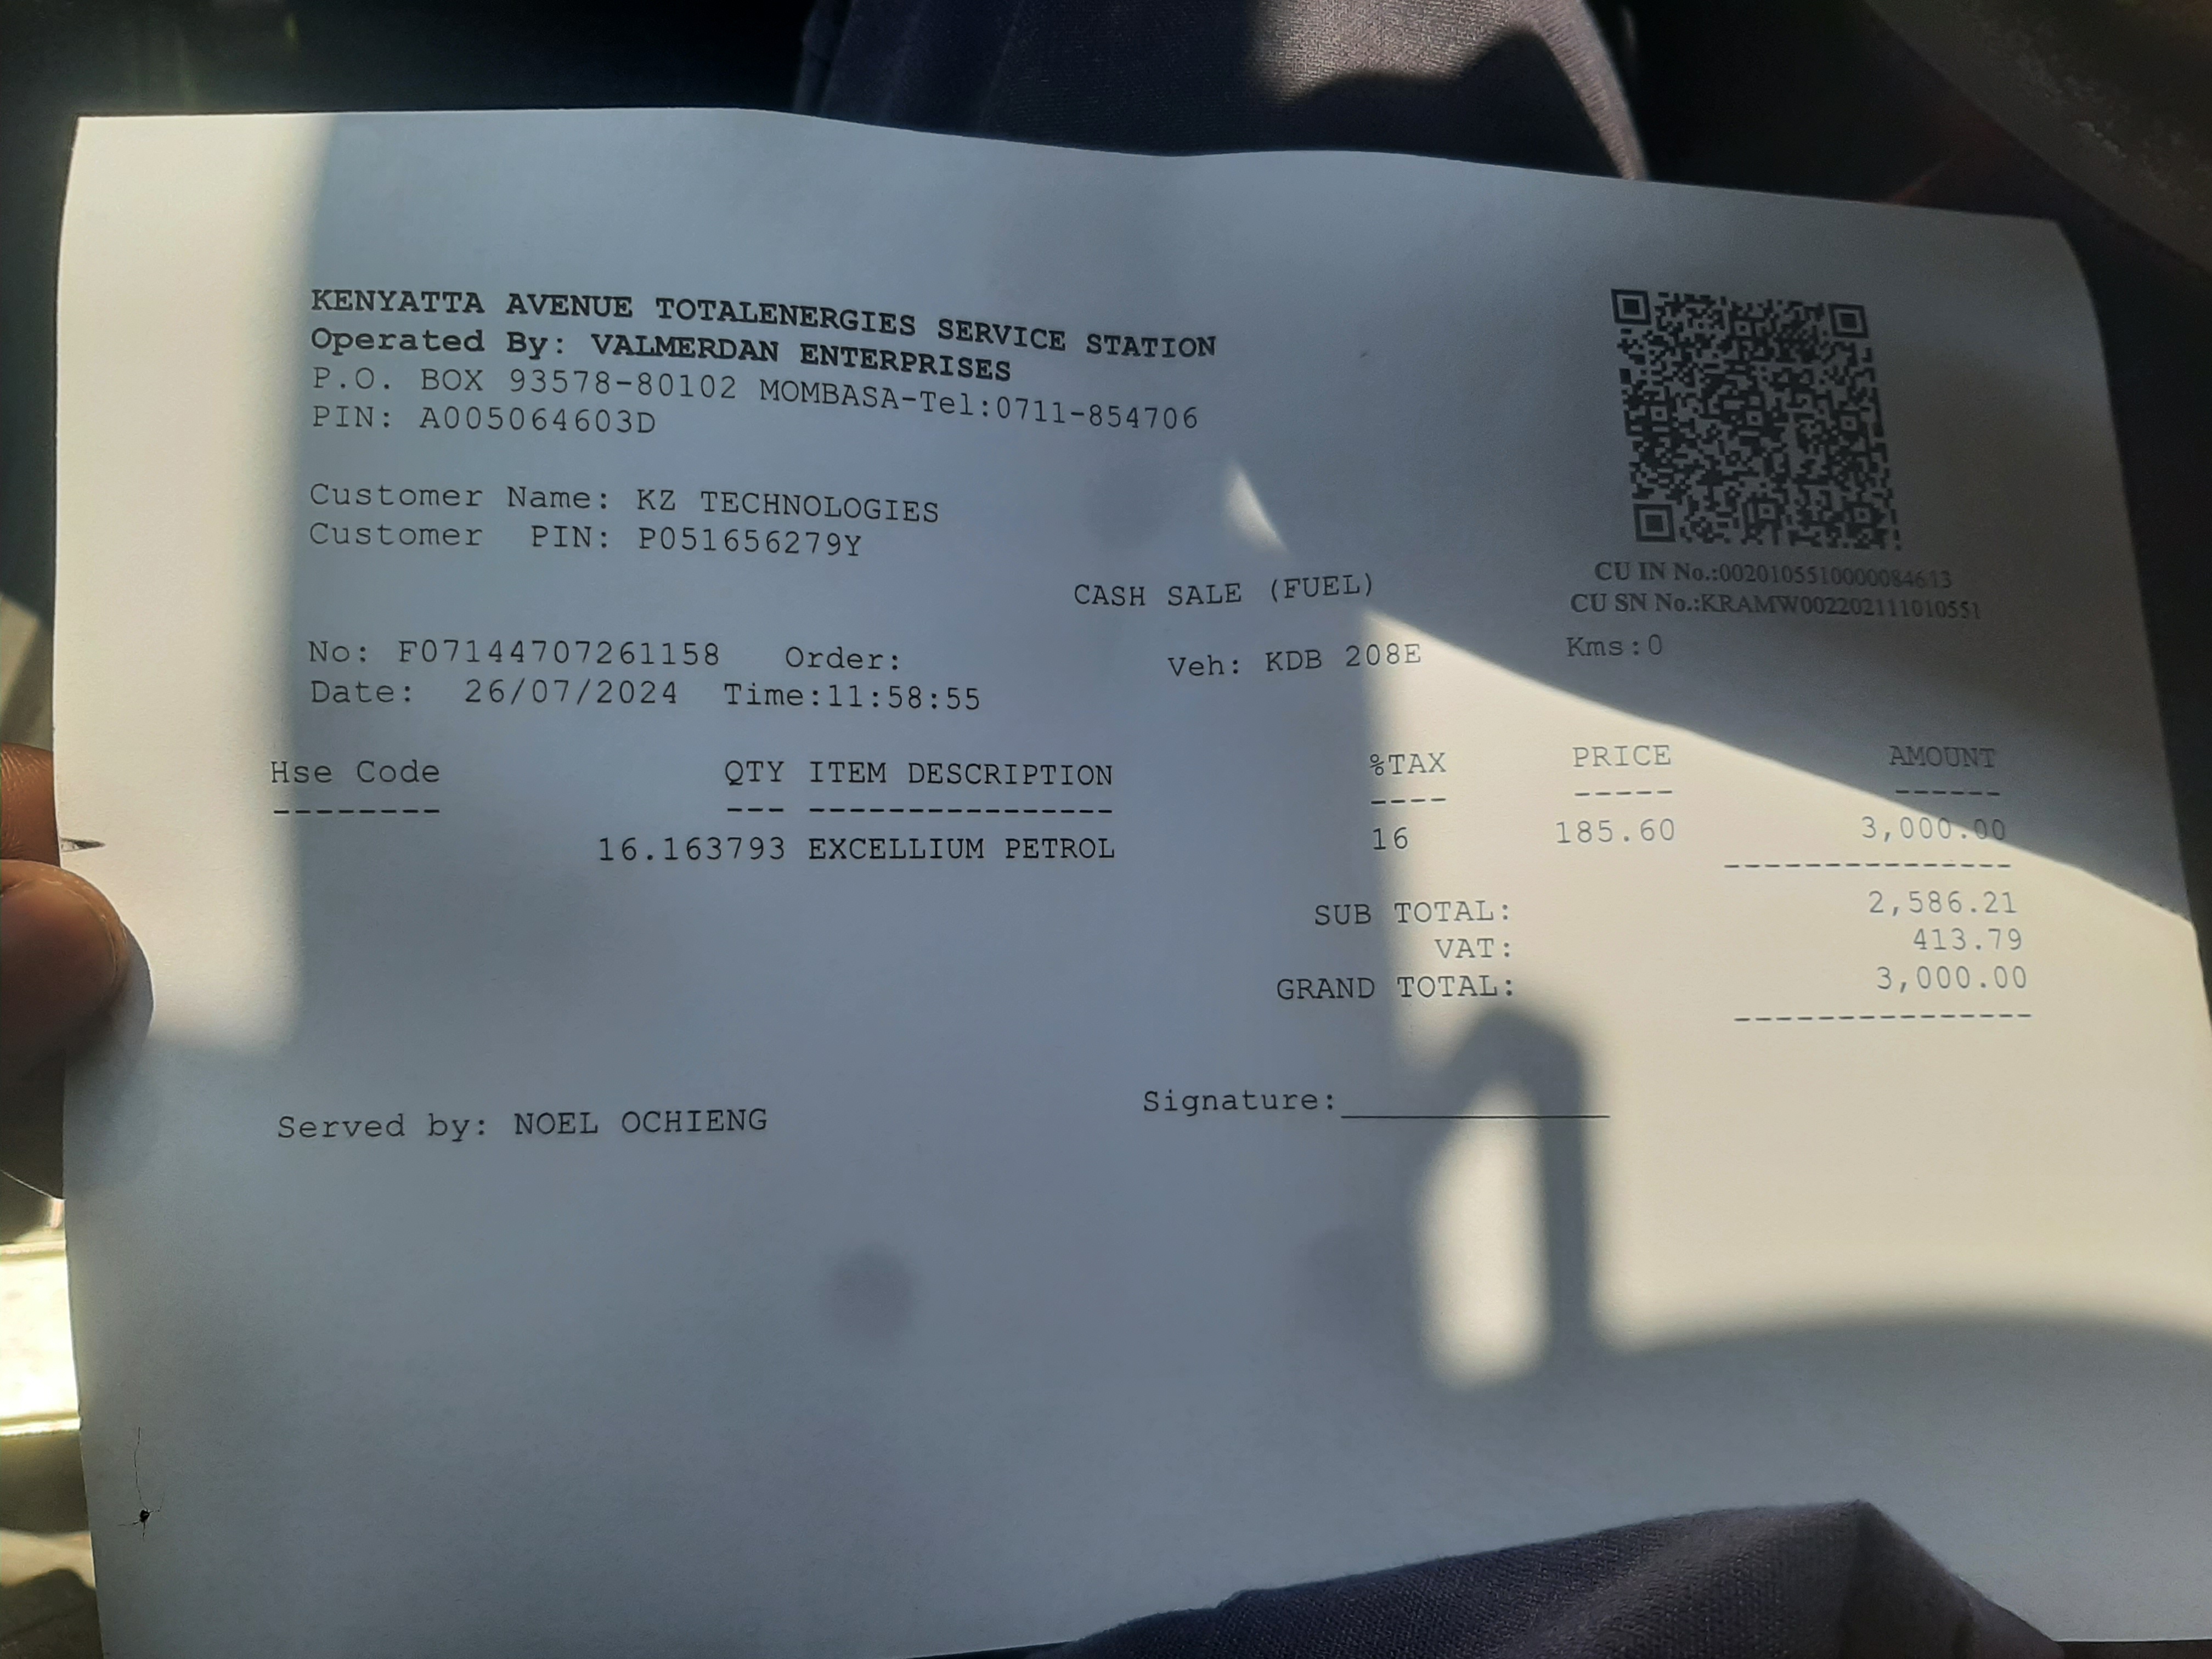 KENYATTA AVENUE TOTALENERGIES SERVICE STATION
Operated By: VALMERDAN ENTERPRISES
P.O. BOX 93578-80102 MOMBASA-Tel:0711-854706
PIN: A005064603D
Customer Name: KZ TECHNOLOGIES
Customer PIN: P051656279Y
CU IN No.:0020105510000084613
CU SN No.:KRAMW002202111010551
CASH SALE (FUEL)
No: F07144707261158 Order: Veh: KDB 208E Kms:0
Date: 26/07/2024 Time:11:58:55
Hse Code QTY ITEM DESCRIPTION %TAX PRICE AMOUNT
-------- --- ---------------- ---- ----- ------
16.163793 EXCELLIUM PETROL 16 185.60 3,000.00
SUB TOTAL: 2,586.21
VAT: 413.79
GRAND TOTAL: 3,000.00
Served by: NOEL OCHIENG Signature:_______________